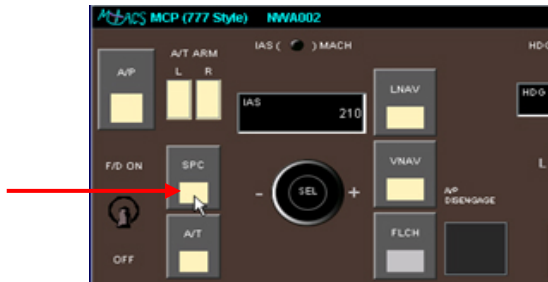 MACS MCP (777 Style) NWA002
A/T ARM
IAS ( ) MACH
HDG
A/P
L R
LNAV
IAS
210
HDG
F/D ON
SPC
VNAV
L
- SEL +
A/P
DISENGAGE
A/T
FLCH
OFF